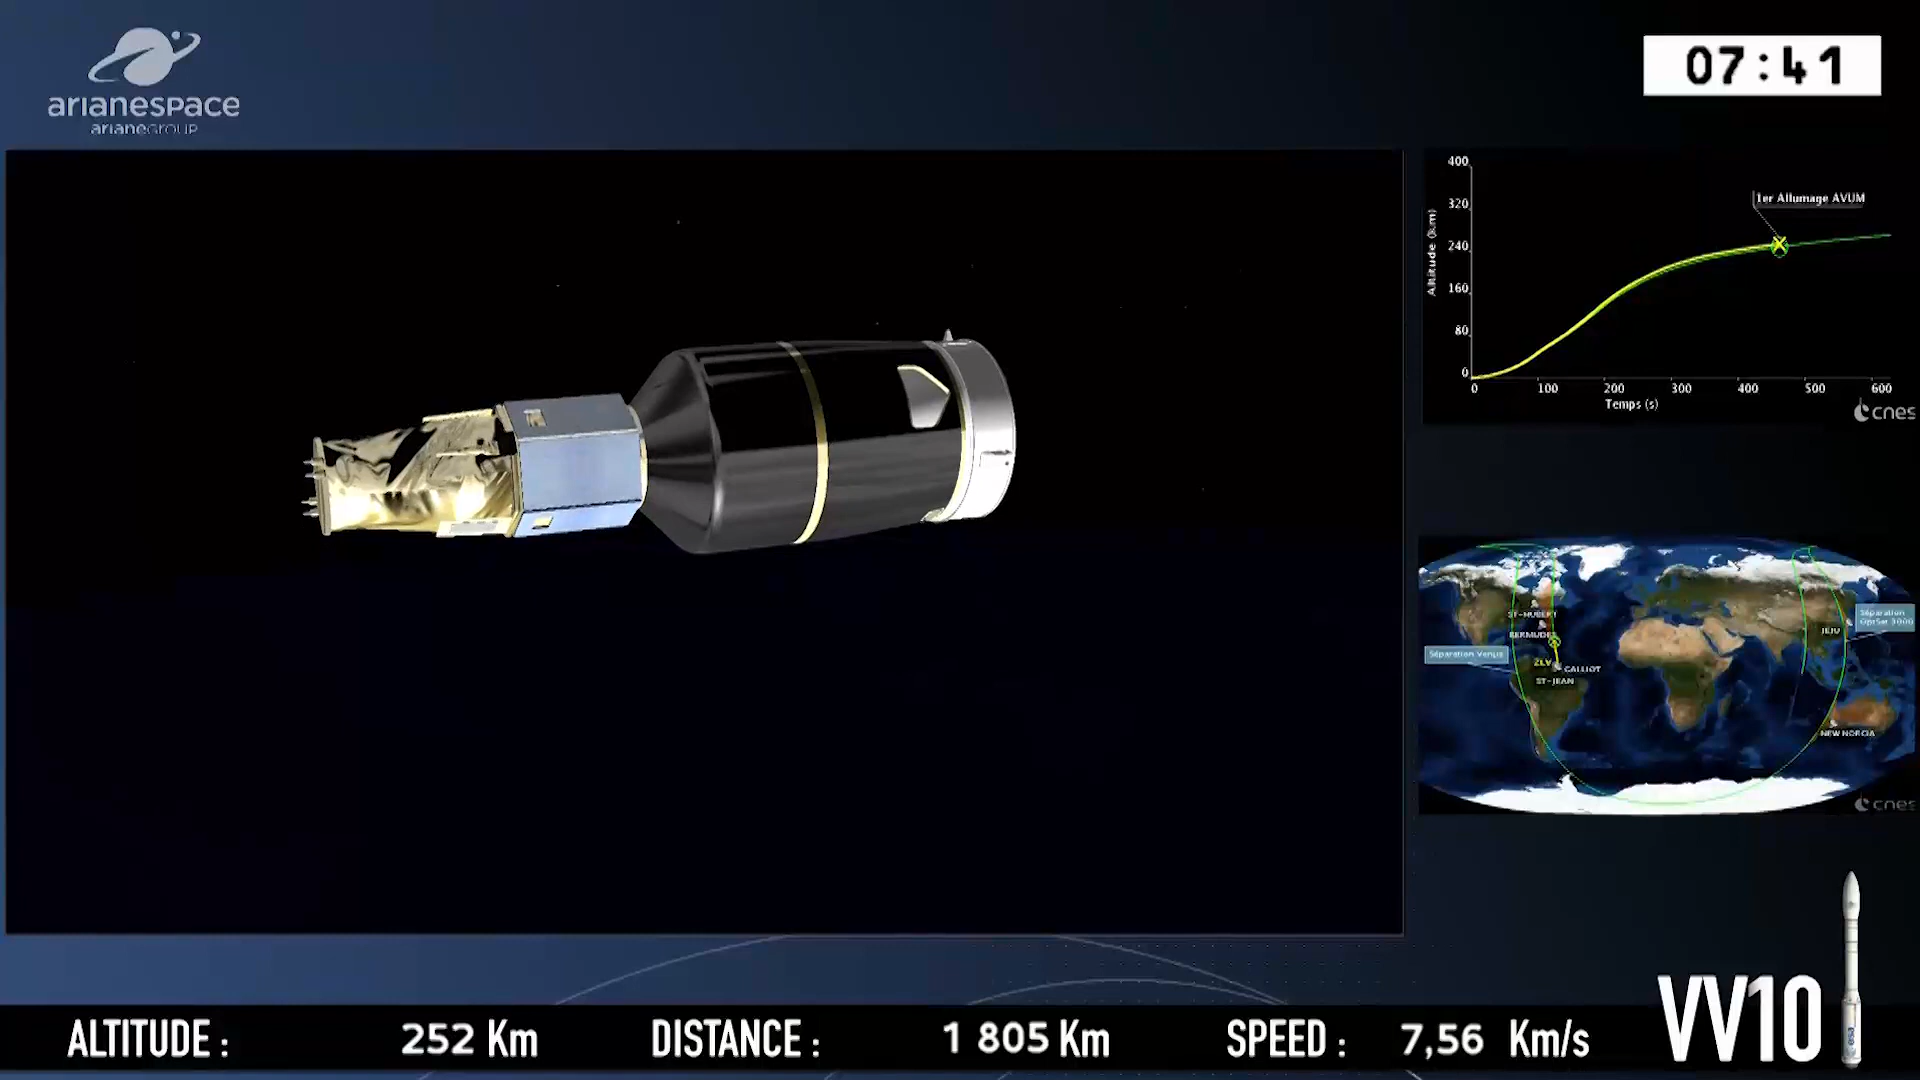 arianespace
arianeGROUP
07:41
400
320
240
160
80
0
Altitude (km)
1er Allumage AVUM
0 100 200 300 400 500 600
Temps (s)
cnes
ST-HUBERT
BERMUDES
Séparation Venµs
ZLV
GALLIOT
ST-JEAN
JEJU
Séparation
OptSat 3000
NEW NORCIA
cnes
VV10
esa
ALTITUDE : 252 Km DISTANCE : 1 805 Km SPEED : 7,56 Km/s